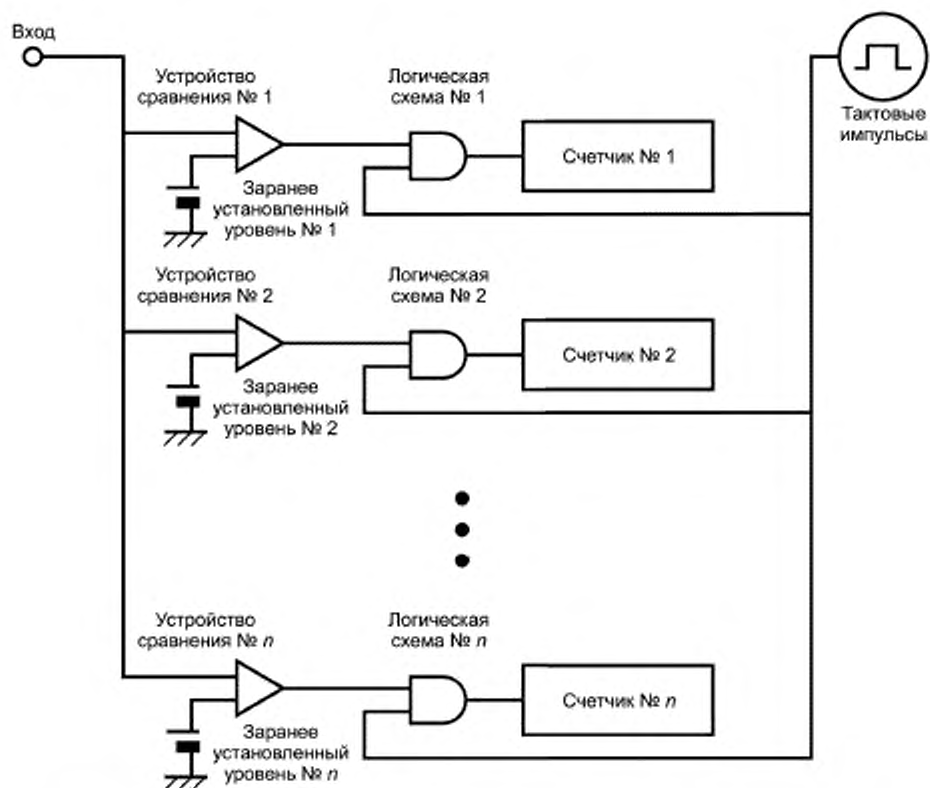 Вход
Устройство
сравнения № 1
Логическая
схема № 1
Тактовые
импульсы
Счетчик № 1
Заранее
установленный
уровень № 1
Устройство
сравнения № 2
Логическая
схема № 2
Счетчик № 2
Заранее
установленный
уровень № 2
Устройство
сравнения № n
Логическая
схема № n
Счетчик № n
Заранее
установленный
уровень № n